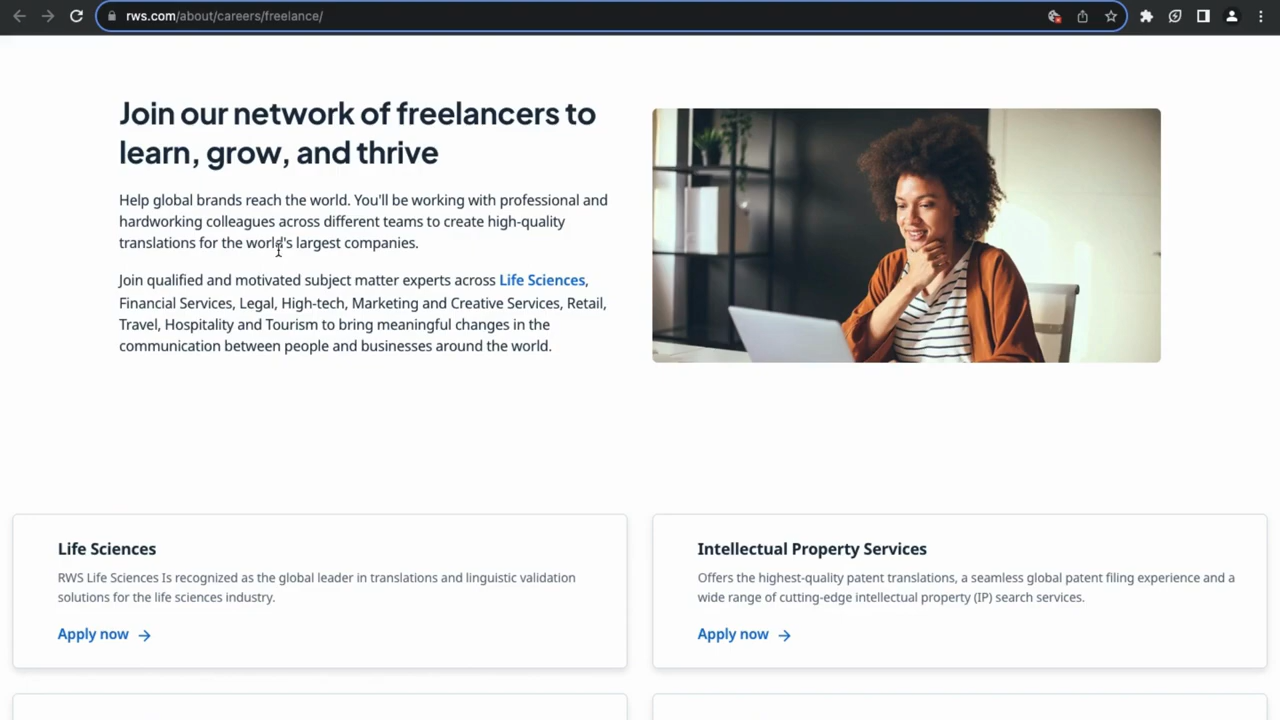 rws.com/about/careers/freelance/
Join our network of freelancers to
learn, grow, and thrive
Help global brands reach the world. You'll be working with professional and
hardworking colleagues across different teams to create high-quality
translations for the world's largest companies.
Join qualified and motivated subject matter experts across Life Sciences,
Financial Services, Legal, High-tech, Marketing and Creative Services, Retail,
Travel, Hospitality and Tourism to bring meaningful changes in the
communication between people and businesses around the world.
Life Sciences
RWS Life Sciences Is recognized as the global leader in translations and linguistic validation
solutions for the life sciences industry.
Apply now
Intellectual Property Services
Offers the highest-quality patent translations, a seamless global patent filing experience and a
wide range of cutting-edge intellectual property (IP) search services.
Apply now